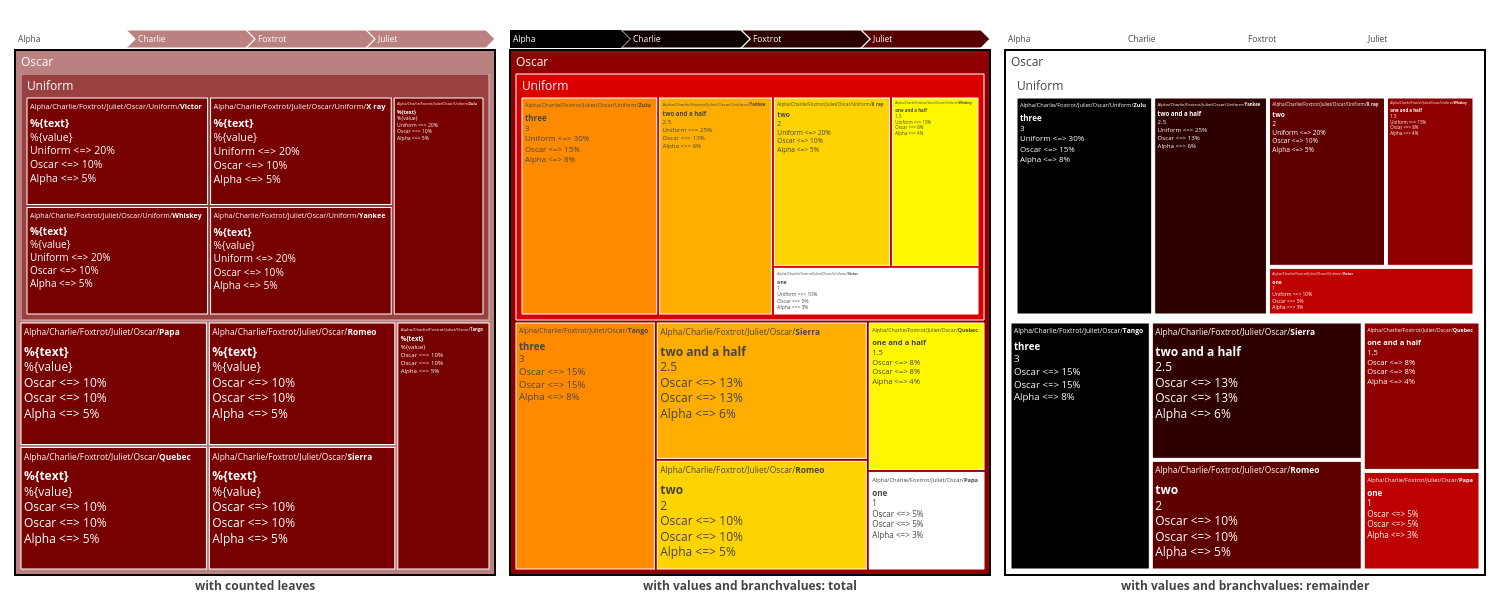 Alpha
Charlie
Foxtrot
Juliet
Oscar
Uniform
Alpha/Charlie/Foxtrot/Juliet/Oscar/Uniform/Victor
%{text}
%{value}
Uniform <=> 20%
Oscar <=> 10%
Alpha <=> 5%
Alpha/Charlie/Foxtrot/Juliet/Oscar/Uniform/X ray
%{text}
%{value}
Uniform <=> 20%
Oscar <=> 10%
Alpha <=> 5%
Alpha/Charlie/Foxtrot/Juliet/Oscar/Uniform/Zulu
%{text}
%{value}
Uniform <=> 20%
Oscar <=> 10%
Alpha <=> 5%
Alpha/Charlie/Foxtrot/Juliet/Oscar/Uniform/Whiskey
%{text}
%{value}
Uniform <=> 20%
Oscar <=> 10%
Alpha <=> 5%
Alpha/Charlie/Foxtrot/Juliet/Oscar/Uniform/Yankee
%{text}
%{value}
Uniform <=> 20%
Oscar <=> 10%
Alpha <=> 5%
Alpha/Charlie/Foxtrot/Juliet/Oscar/Papa
%{text}
%{value}
Oscar <=> 10%
Oscar <=> 10%
Alpha <=> 5%
Alpha/Charlie/Foxtrot/Juliet/Oscar/Romeo
%{text}
%{value}
Oscar <=> 10%
Oscar <=> 10%
Alpha <=> 5%
Alpha/Charlie/Foxtrot/Juliet/Oscar/Tango
%{text}
%{value}
Oscar <=> 10%
Oscar <=> 10%
Alpha <=> 5%
Alpha/Charlie/Foxtrot/Juliet/Oscar/Quebec
%{text}
%{value}
Oscar <=> 10%
Oscar <=> 10%
Alpha <=> 5%
Alpha/Charlie/Foxtrot/Juliet/Oscar/Sierra
%{text}
%{value}
Oscar <=> 10%
Oscar <=> 10%
Alpha <=> 5%
with counted leaves
Alpha
Charlie
Foxtrot
Juliet
Oscar
Uniform
Alpha/Charlie/Foxtrot/Juliet/Oscar/Uniform/Zulu
three
3
Uniform <=> 30%
Oscar <=> 15%
Alpha <=> 8%
Alpha/Charlie/Foxtrot/Juliet/Oscar/Uniform/Yankee
two and a half
2.5
Uniform <=> 25%
Oscar <=> 13%
Alpha <=> 6%
Alpha/Charlie/Foxtrot/Juliet/Oscar/Uniform/X ray
two
2
Uniform <=> 20%
Oscar <=> 10%
Alpha <=> 5%
Alpha/Charlie/Foxtrot/Juliet/Oscar/Uniform/Whiskey
one and a half
1.5
Uniform <=> 15%
Oscar <=> 8%
Alpha <=> 4%
Alpha/Charlie/Foxtrot/Juliet/Oscar/Uniform/Victor
one
1
Uniform <=> 10%
Oscar <=> 5%
Alpha <=> 3%
Alpha/Charlie/Foxtrot/Juliet/Oscar/Tango
three
3
Oscar <=> 15%
Oscar <=> 15%
Alpha <=> 8%
Alpha/Charlie/Foxtrot/Juliet/Oscar/Sierra
two and a half
2.5
Oscar <=> 13%
Oscar <=> 13%
Alpha <=> 6%
Alpha/Charlie/Foxtrot/Juliet/Oscar/Quebec
one and a half
1.5
Oscar <=> 8%
Oscar <=> 8%
Alpha <=> 4%
Alpha/Charlie/Foxtrot/Juliet/Oscar/Romeo
two
2
Oscar <=> 10%
Oscar <=> 10%
Alpha <=> 5%
Alpha/Charlie/Foxtrot/Juliet/Oscar/Papa
one
1
Oscar <=> 5%
Oscar <=> 5%
Alpha <=> 3%
with values and branchvalues: total
Alpha
Charlie
Foxtrot
Juliet
Oscar
Uniform
Alpha/Charlie/Foxtrot/Juliet/Oscar/Uniform/Zulu
three
3
Uniform <=> 30%
Oscar <=> 15%
Alpha <=> 8%
Alpha/Charlie/Foxtrot/Juliet/Oscar/Uniform/Yankee
two and a half
2.5
Uniform <=> 25%
Oscar <=> 13%
Alpha <=> 6%
Alpha/Charlie/Foxtrot/Juliet/Oscar/Uniform/X ray
two
2
Uniform <=> 20%
Oscar <=> 10%
Alpha <=> 5%
Alpha/Charlie/Foxtrot/Juliet/Oscar/Uniform/Whiskey
one and a half
1.5
Uniform <=> 15%
Oscar <=> 8%
Alpha <=> 4%
Alpha/Charlie/Foxtrot/Juliet/Oscar/Uniform/Victor
one
1
Uniform <=> 10%
Oscar <=> 5%
Alpha <=> 3%
Alpha/Charlie/Foxtrot/Juliet/Oscar/Tango
three
3
Oscar <=> 15%
Oscar <=> 15%
Alpha <=> 8%
Alpha/Charlie/Foxtrot/Juliet/Oscar/Sierra
two and a half
2.5
Oscar <=> 13%
Oscar <=> 13%
Alpha <=> 6%
Alpha/Charlie/Foxtrot/Juliet/Oscar/Quebec
one and a half
1.5
Oscar <=> 8%
Oscar <=> 8%
Alpha <=> 4%
Alpha/Charlie/Foxtrot/Juliet/Oscar/Romeo
two
2
Oscar <=> 10%
Oscar <=> 10%
Alpha <=> 5%
Alpha/Charlie/Foxtrot/Juliet/Oscar/Papa
one
1
Oscar <=> 5%
Oscar <=> 5%
Alpha <=> 3%
with values and branchvalues: remainder